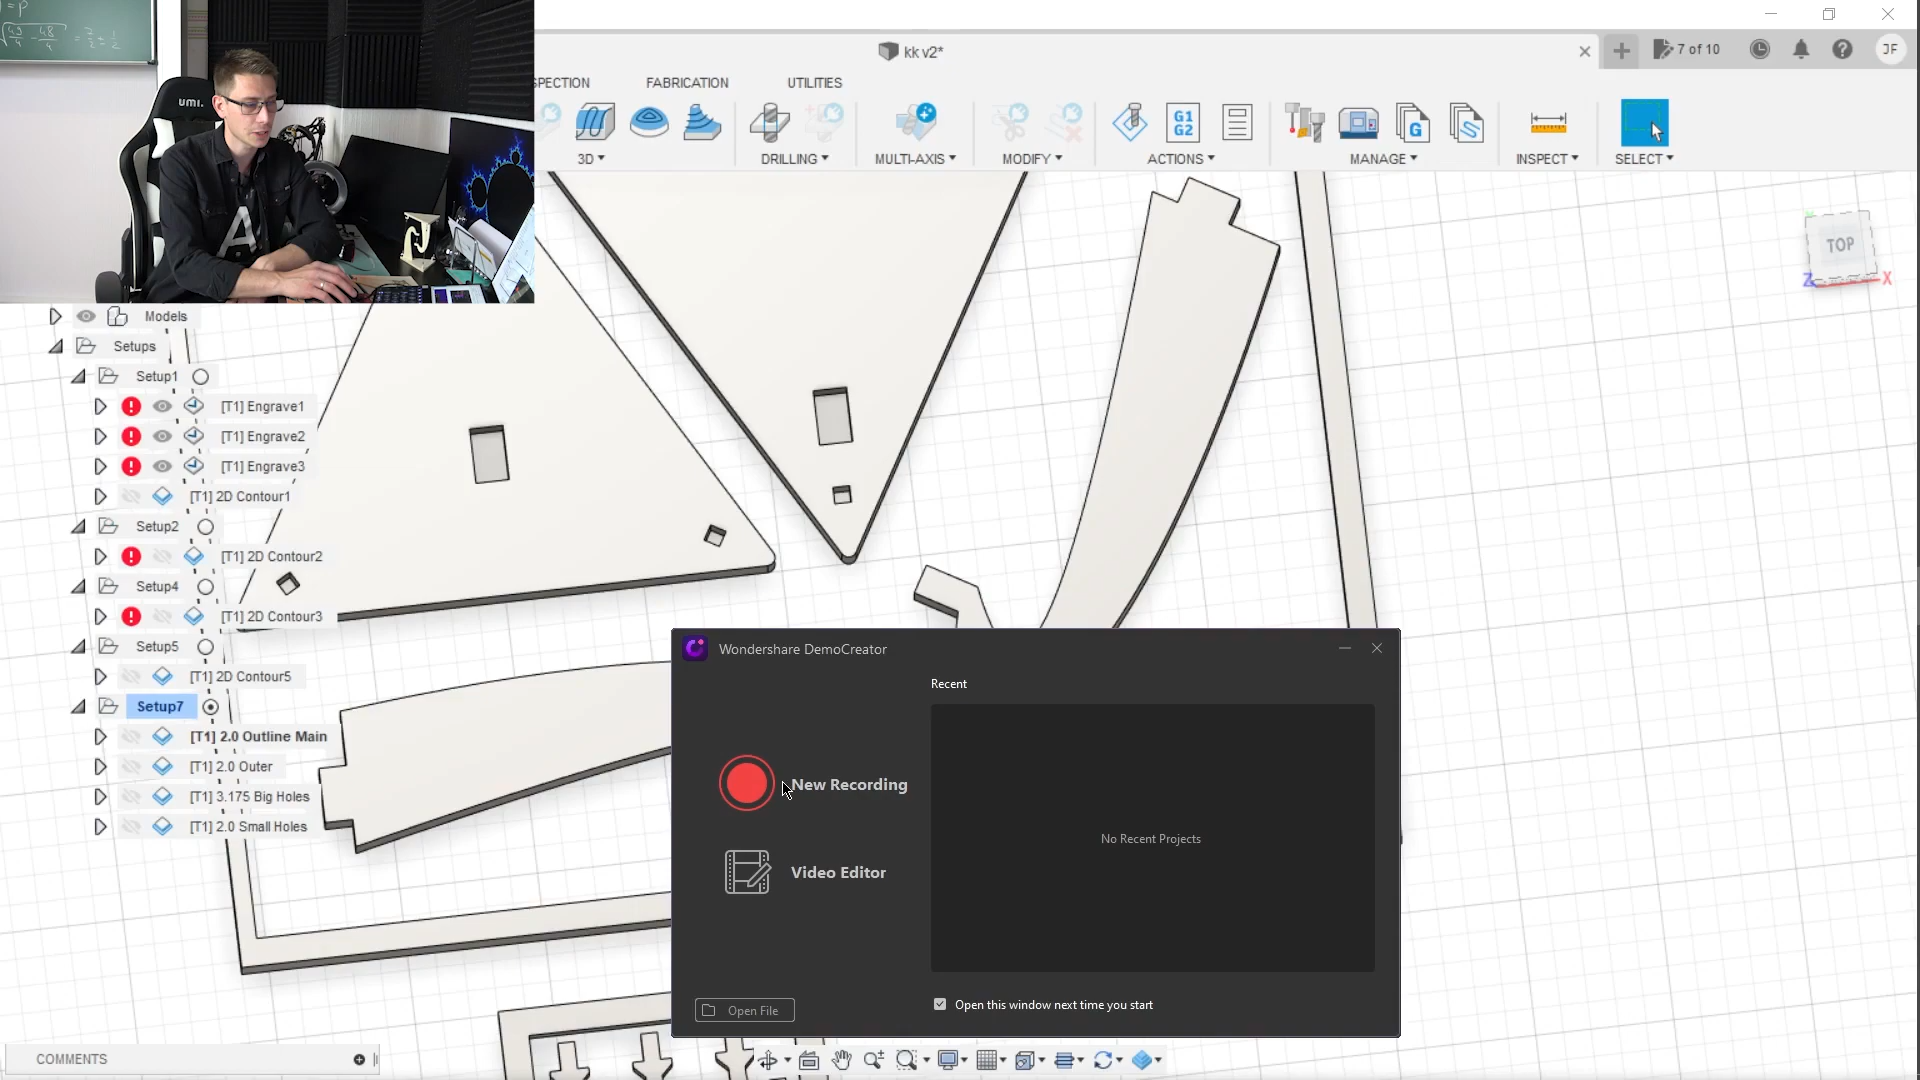 = P
umi.
A
kk v2*
7 of 10
JF
SPECTION FABRICATION UTILITIES
G1
G2
G
3D DRILLING MULTI-AXIS MODIFY ACTIONS MANAGE INSPECT SELECT
TOP
Z X
Models
Setups
Setup1
[T1] Engrave1
[T1] Engrave2
[T1] Engrave3
[T1] 2D Contour1
Setup2
[T1] 2D Contour2
Setup4
[T1] 2D Contour3
Setup5
[T1] 2D Contour5
Setup7
[T1] 2.0 Outline Main
[T1] 2.0 Outer
[T1] 3.175 Big Holes
[T1] 2.0 Small Holes
Wondershare DemoCreator
Recent
New Recording
No Recent Projects
Video Editor
Open File
Open this window next time you start
COMMENTS